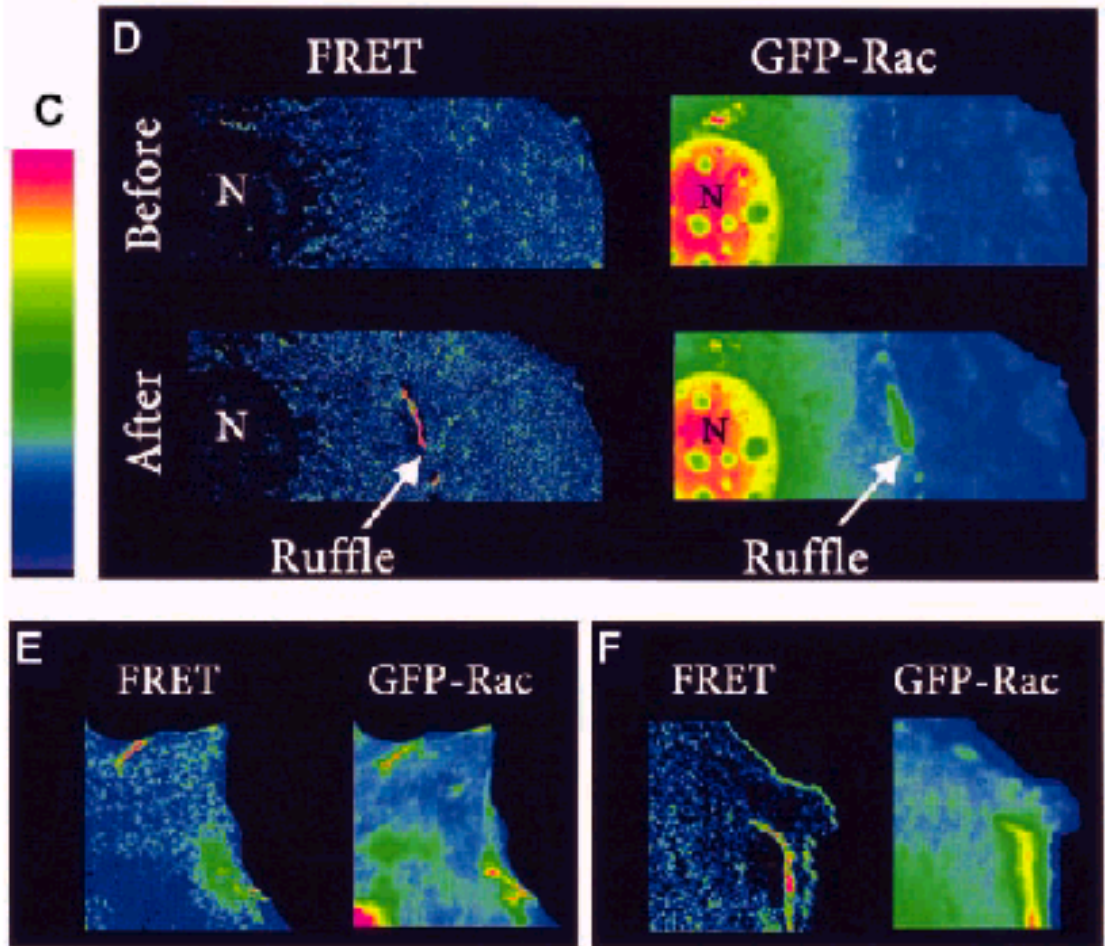 C
D
FRET GFP-Rac
Before
N N
After
N N
Ruffle Ruffle
E
FRET GFP-Rac
F
FRET GFP-Rac